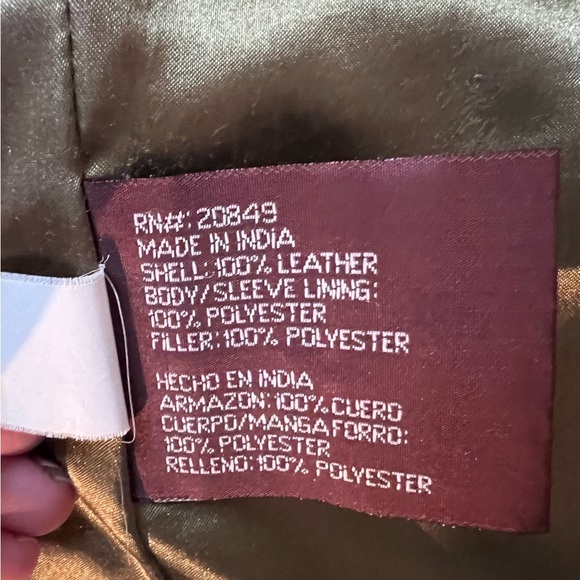 RN#: 20849
MADE IN INDIA
SHELL: 100% LEATHER
BODY/SLEEVE LINING:
100% POLYESTER
FILLER: 100% POLYESTER
HECHO EN INDIA
ARMAZON: 100% CUERO
CUERPO/MANGA FORRO:
100% POLYESTER
RELLENO: 100% POLYESTER